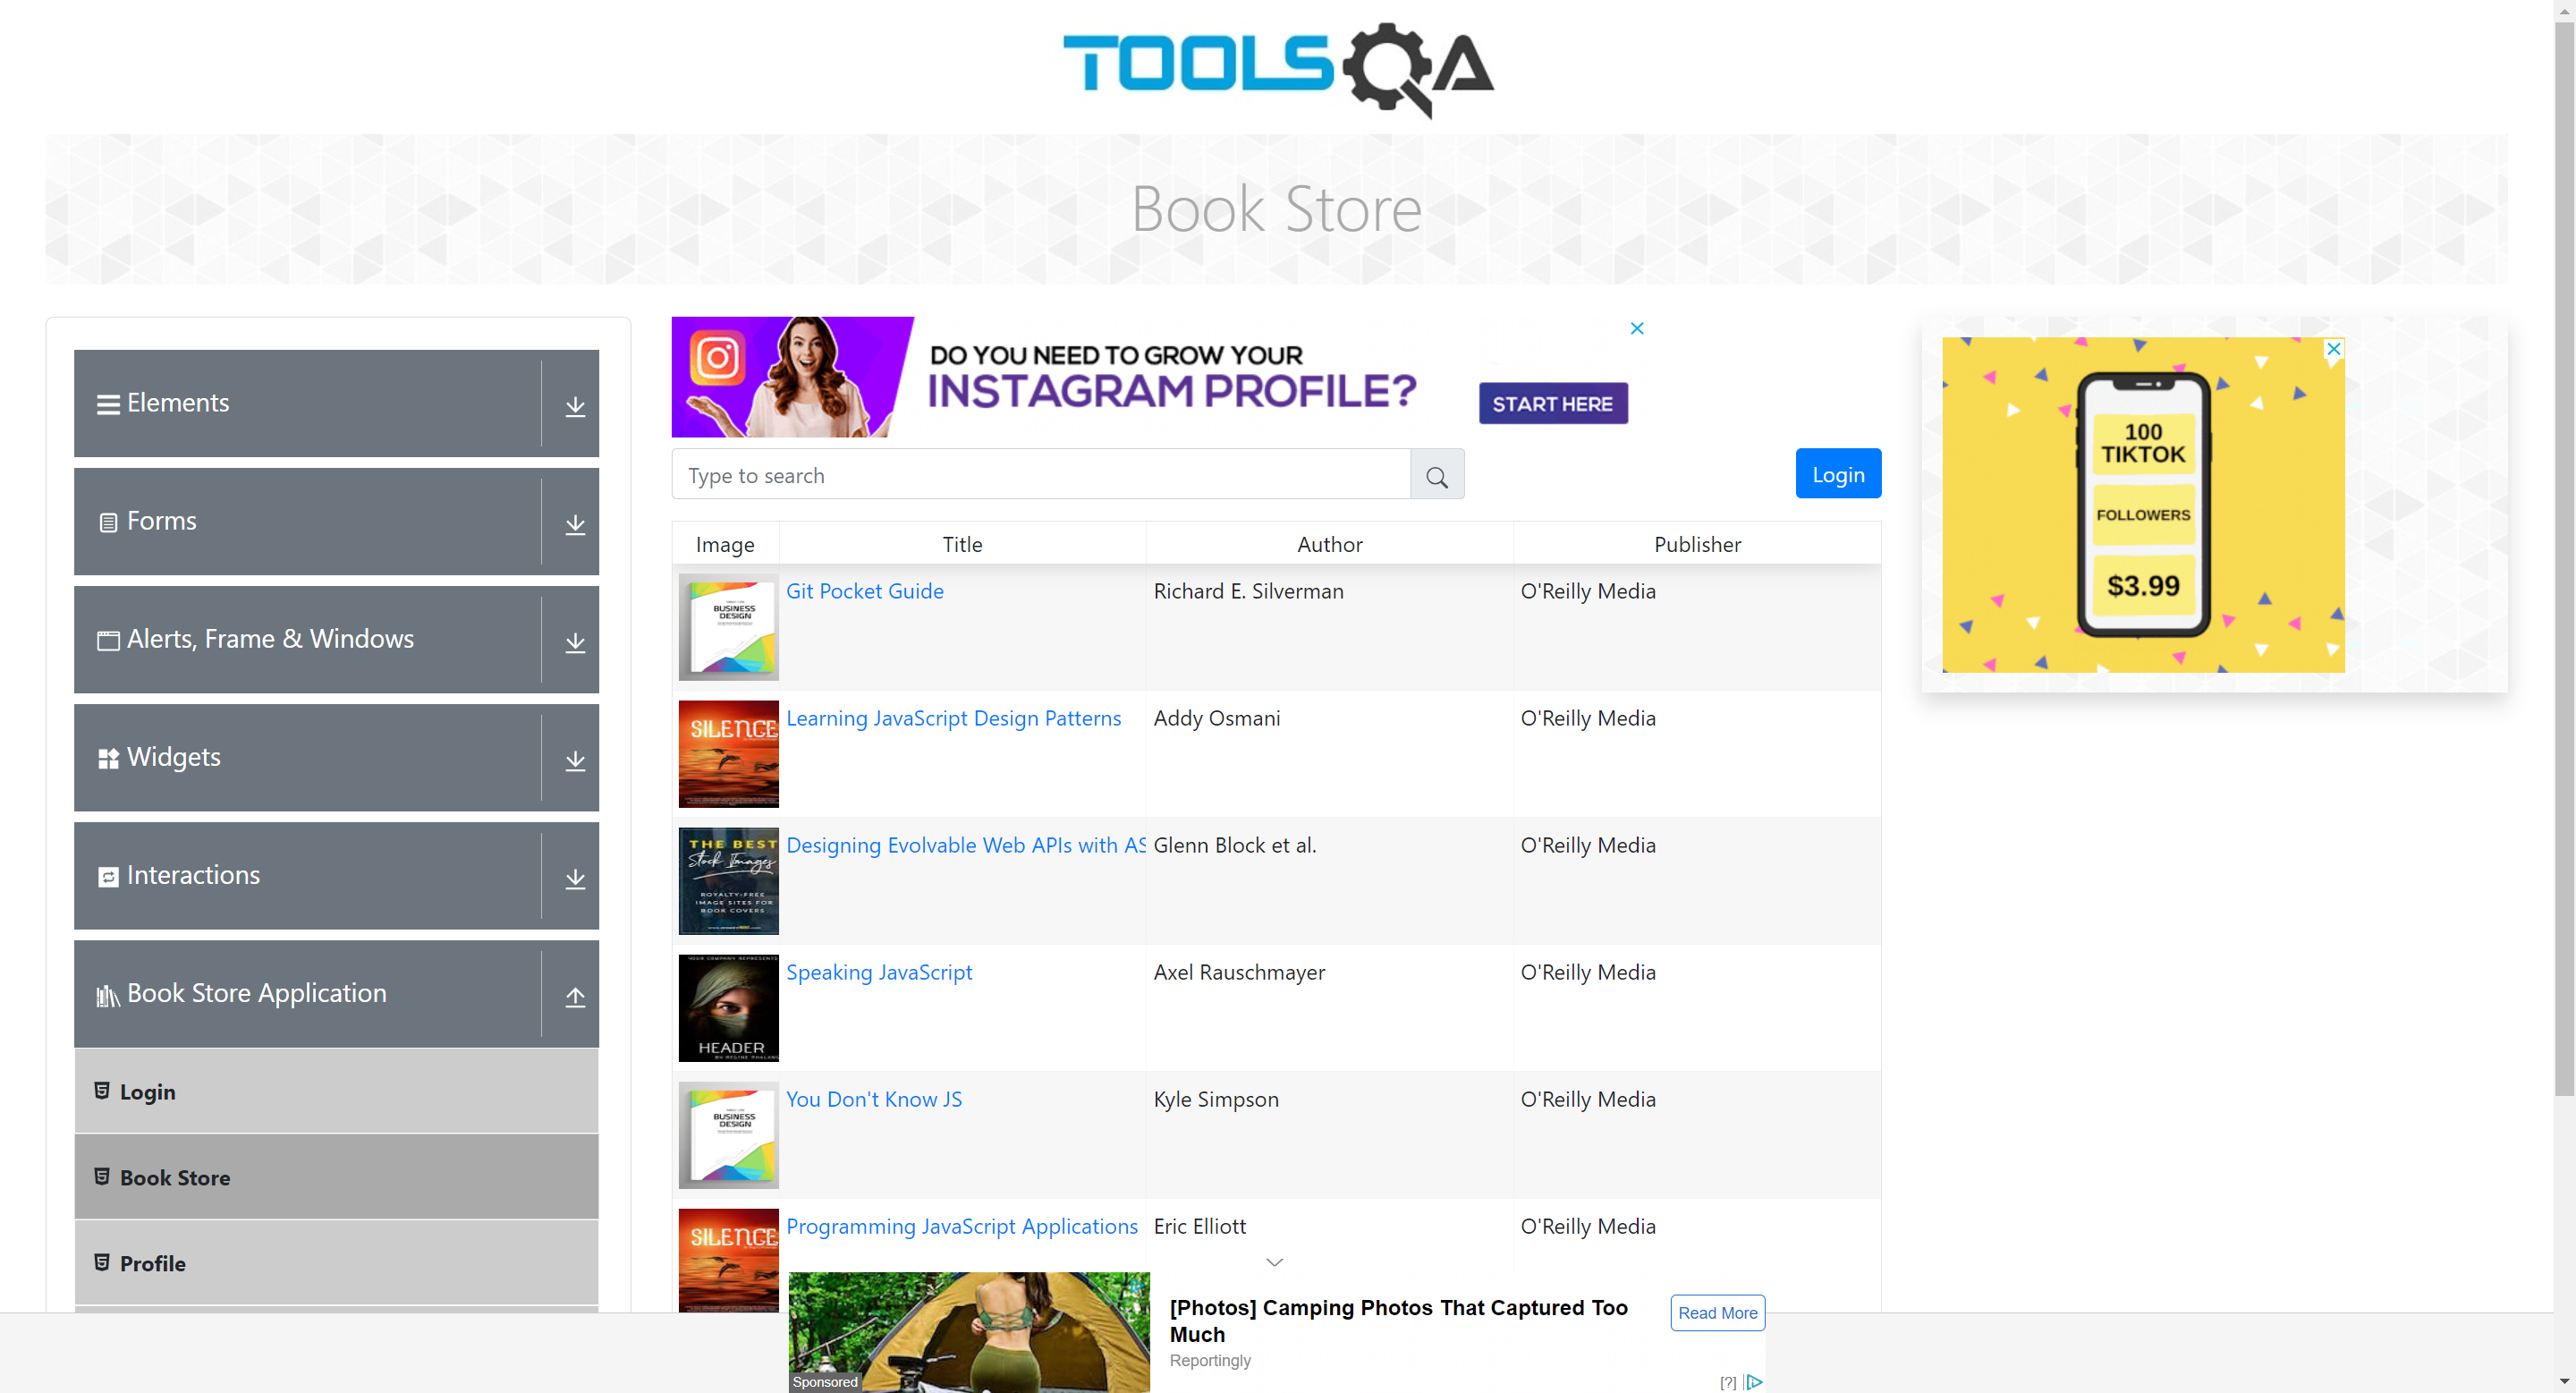 TOOLSQA
Book Store
Elements
Forms
Alerts, Frame & Windows
Widgets
Interactions
Book Store Application
Login
Book Store
Profile
DO YOU NEED TO GROW YOUR
INSTAGRAM PROFILE?
START HERE
Type to search
Login
Image Title Author Publisher
BUSINESS
DESIGN
Git Pocket Guide Richard E. Silverman O'Reilly Media
SILENCE
Learning JavaScript Design Patterns Addy Osmani O'Reilly Media
THE BEST
Stock Images
ROYALTY-FREE
IMAGE SITES FOR
BOOK COVERS
Designing Evolvable Web APIs with AS Glenn Block et al. O'Reilly Media
YOUR COMPANY REPRESENTS
HEADER
Speaking JavaScript Axel Rauschmayer O'Reilly Media
BUSINESS
DESIGN
You Don't Know JS Kyle Simpson O'Reilly Media
SILENCE
Programming JavaScript Applications Eric Elliott O'Reilly Media
100
TIKTOK
FOLLOWERS
$3.99
Sponsored
[Photos] Camping Photos That Captured Too
Much
Reportingly
Read More
[?]